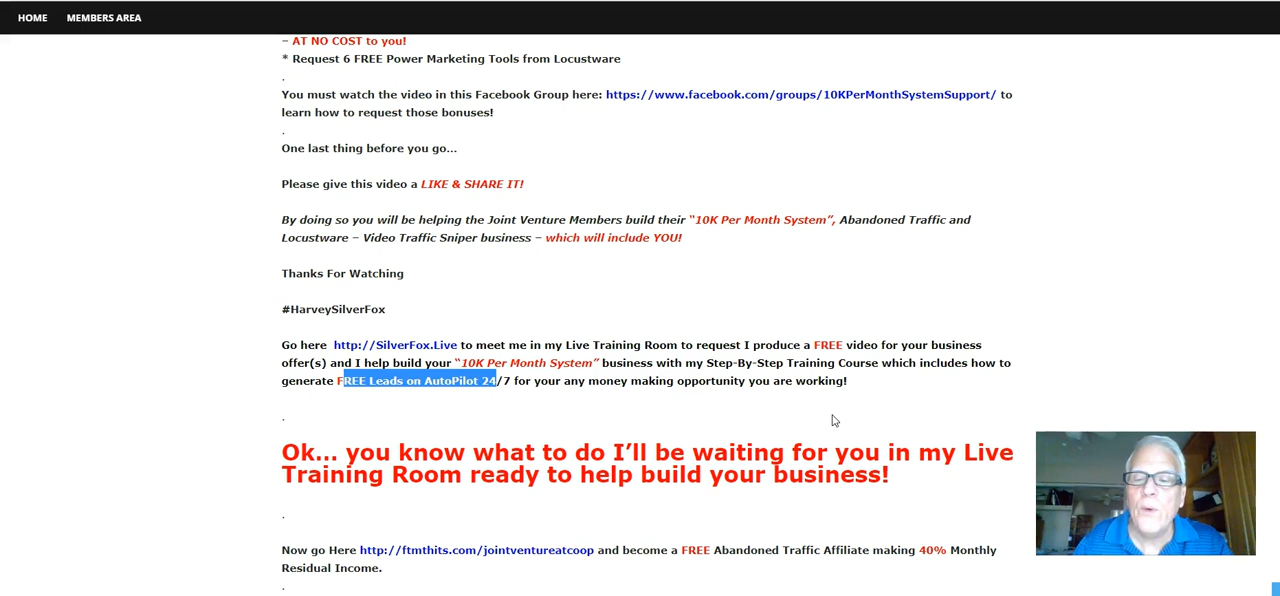 HOME MEMBERS AREA
– AT NO COST to you!
* Request 6 FREE Power Marketing Tools from Locustware
.
You must watch the video in this Facebook Group here: https://www.facebook.com/groups/10KPerMonthSystemSupport/ to
learn how to request those bonuses!
.
One last thing before you go…
Please give this video a LIKE & SHARE IT!
By doing so you will be helping the Joint Venture Members build their “10K Per Month System”, Abandoned Traffic and
Locustware – Video Traffic Sniper business – which will include YOU!
Thanks For Watching
#HarveySilverFox
Go here http://SilverFox.Live to meet me in my Live Training Room to request I produce a FREE video for your business
offer(s) and I help build your “10K Per Month System” business with my Step-By-Step Training Course which includes how to
generate FREE Leads on AutoPilot 24/7 for your any money making opportunity you are working!
.
Ok… you know what to do I’ll be waiting for you in my Live
Training Room ready to help build your business!
.
Now go Here http://ftmthits.com/jointventureatcoop and become a FREE Abandoned Traffic Affiliate making 40% Monthly
Residual Income.
.